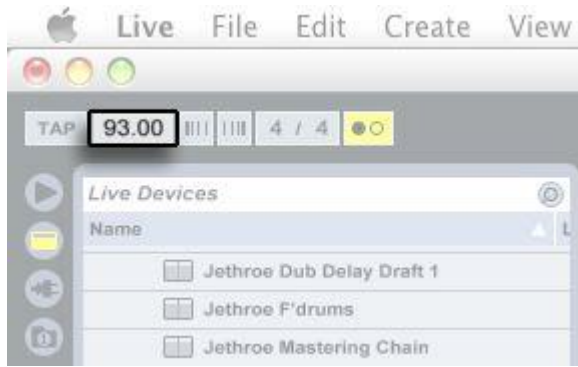 Live File Edit Create View
TAP 93.00 4 / 4
Live Devices
Name L
Jethroe Dub Delay Draft 1
Jethroe F'drums
Jethroe Mastering Chain